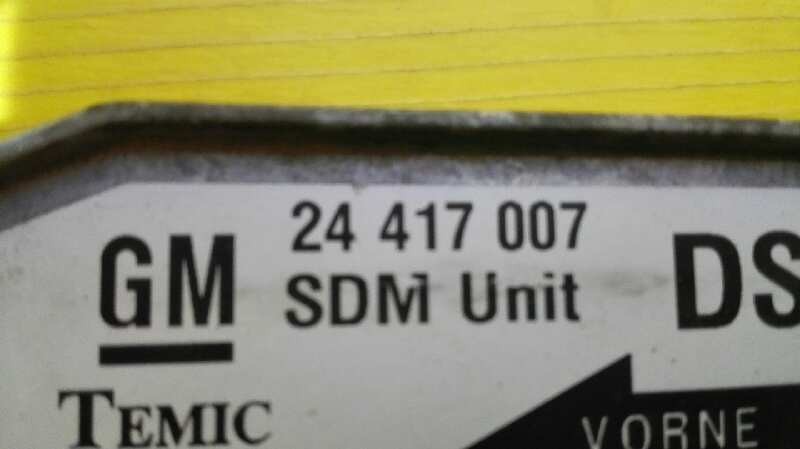 24 417 007
GM SDM Unit DS
TEMIC
VORNE